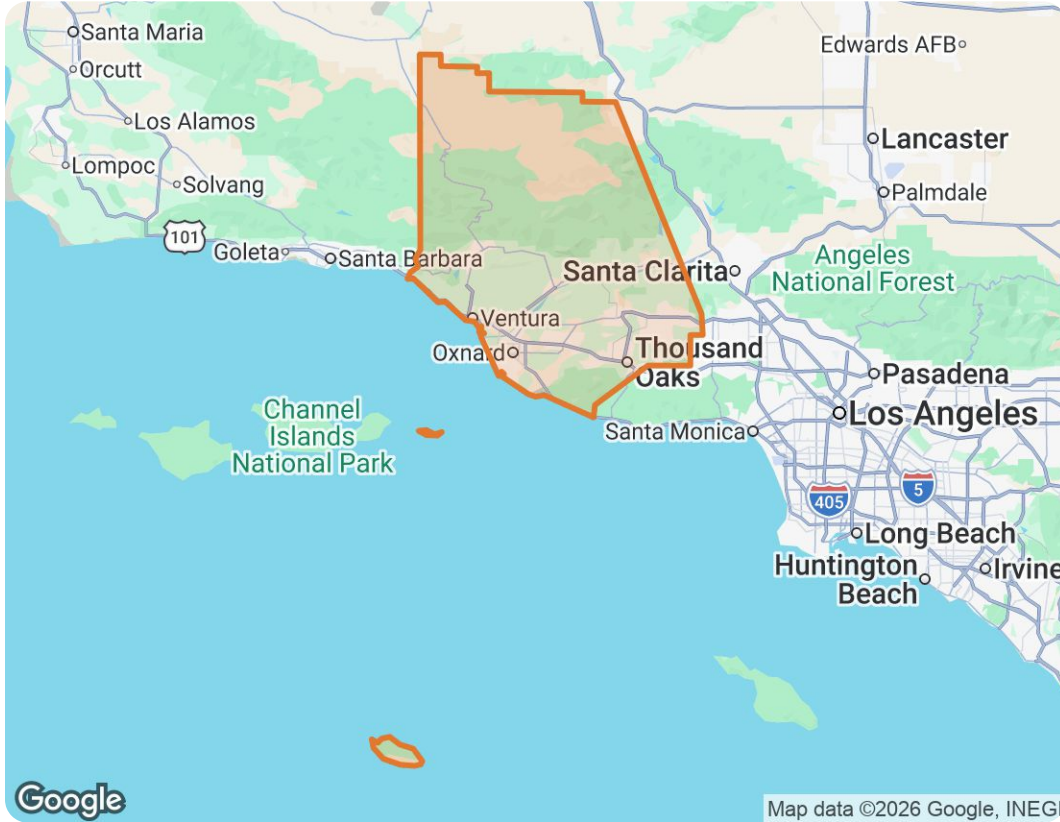 Santa Maria
Orcutt
Edwards AFB
Los Alamos
Lancaster
Lompoc
Solvang
Palmdale
101
Goleta
Santa Barbara
Santa Clarita
Angeles
National Forest
Ventura
Oxnard
Thousand
Oaks
Pasadena
Channel
Islands
National Park
Los Angeles
Santa Monica
405
5
Long Beach
Huntington
Beach
Irvine
Google
Map data ©2026 Google, INEGI